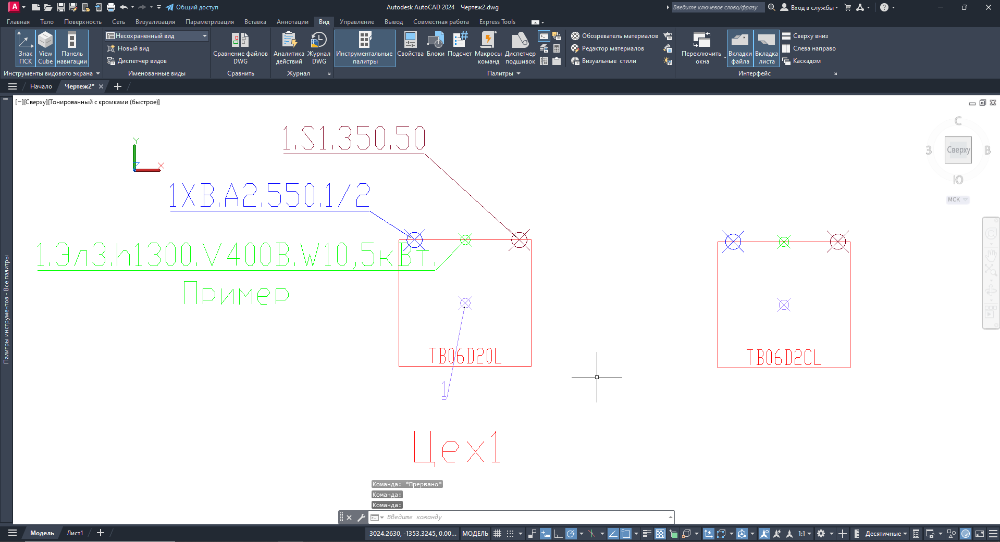 Общий доступ
Autodesk AutoCAD 2024 Чертеж2.dwg
Введите ключевое слово/фразу
Вход в службы
Главная Тело Поверхность Сеть Визуализация Параметризация Вставка Аннотации Вид Управление Вывод Совместная работа Express Tools
Знак ПСК
View Cube
Панель навигации
Инструменты видового экрана
Несохраненный вид
Новый вид
Диспетчер видов
Именованные виды
Сравнение файлов DWG
Сравнить
Аналитика действий
Журнал DWG
Журнал
Инструментальные палитры
Свойства
Блоки
Подсчет
Макросы команд
Диспетчер подшивок
Обозреватель материалов
Редактор материалов
Визуальные стили
Палитры
Переключить окна
Вкладки файла
Вкладка листа
Сверху вниз
Слева направо
Каскадом
Интерфейс
Начало
Чертеж2*
[−][Сверху][Тонированный с кромками (быстрое)]
Палитры инструментов - Все палитры
Y
X
Z
1.S1.350.50
1XB.A2.550.1/2
1.Эл3.h1300.V400В.W10,5кВт.
Пример
TB06D20L
1
Цех1
TB06D2CL
С
З
Сверху
В
Ю
МСК
Команда: *Прервано*
Команда:
Команда:
Введите команду
Модель
Лист1
3024.2630, -1353.3245, 0.00...
МОДЕЛЬ
1:1
Десятичные